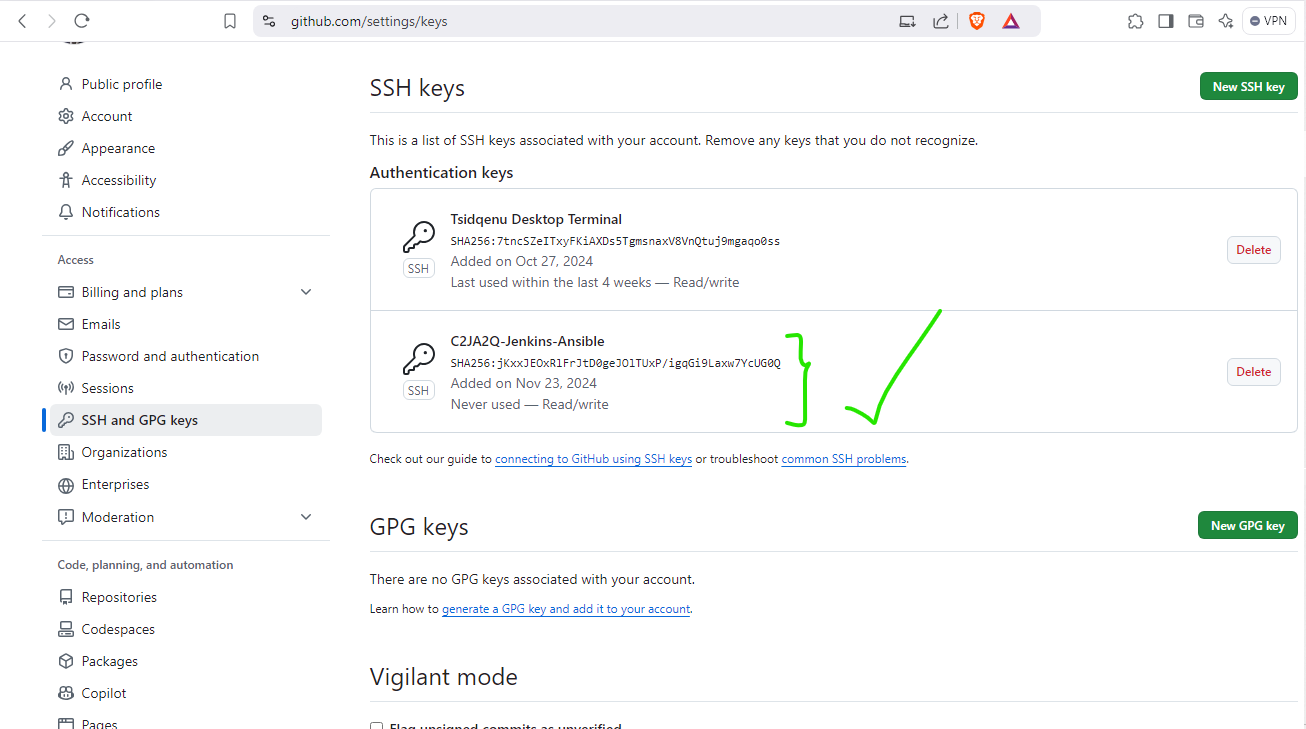 github.com/settings/keys
VPN
Public profile
Account
Appearance
Accessibility
Notifications
Access
Billing and plans
Emails
Password and authentication
Sessions
SSH and GPG keys
Organizations
Enterprises
Moderation
Code, planning, and automation
Repositories
Codespaces
Packages
Copilot
Pages
SSH keys
New SSH key
This is a list of SSH keys associated with your account. Remove any keys that you do not recognize.
Authentication keys
Tsidqenu Desktop Terminal
SHA256:7tncSZeITxyFKiAXDs5TgmsnaxV8VnQtuj9mgaqo0ss
SSH
Added on Oct 27, 2024
Last used within the last 4 weeks — Read/write
Delete
C2JA2Q-Jenkins-Ansible
SHA256:jKxxJEOxRlFrJtD0geJOlTUxP/igqGi9Laxw7YcUG0Q
SSH
Added on Nov 23, 2024
Never used — Read/write
Delete
Check out our guide to connecting to GitHub using SSH keys or troubleshoot common SSH problems.
GPG keys
New GPG key
There are no GPG keys associated with your account.
Learn how to generate a GPG key and add it to your account.
Vigilant mode
Flag unsigned commits as unverified